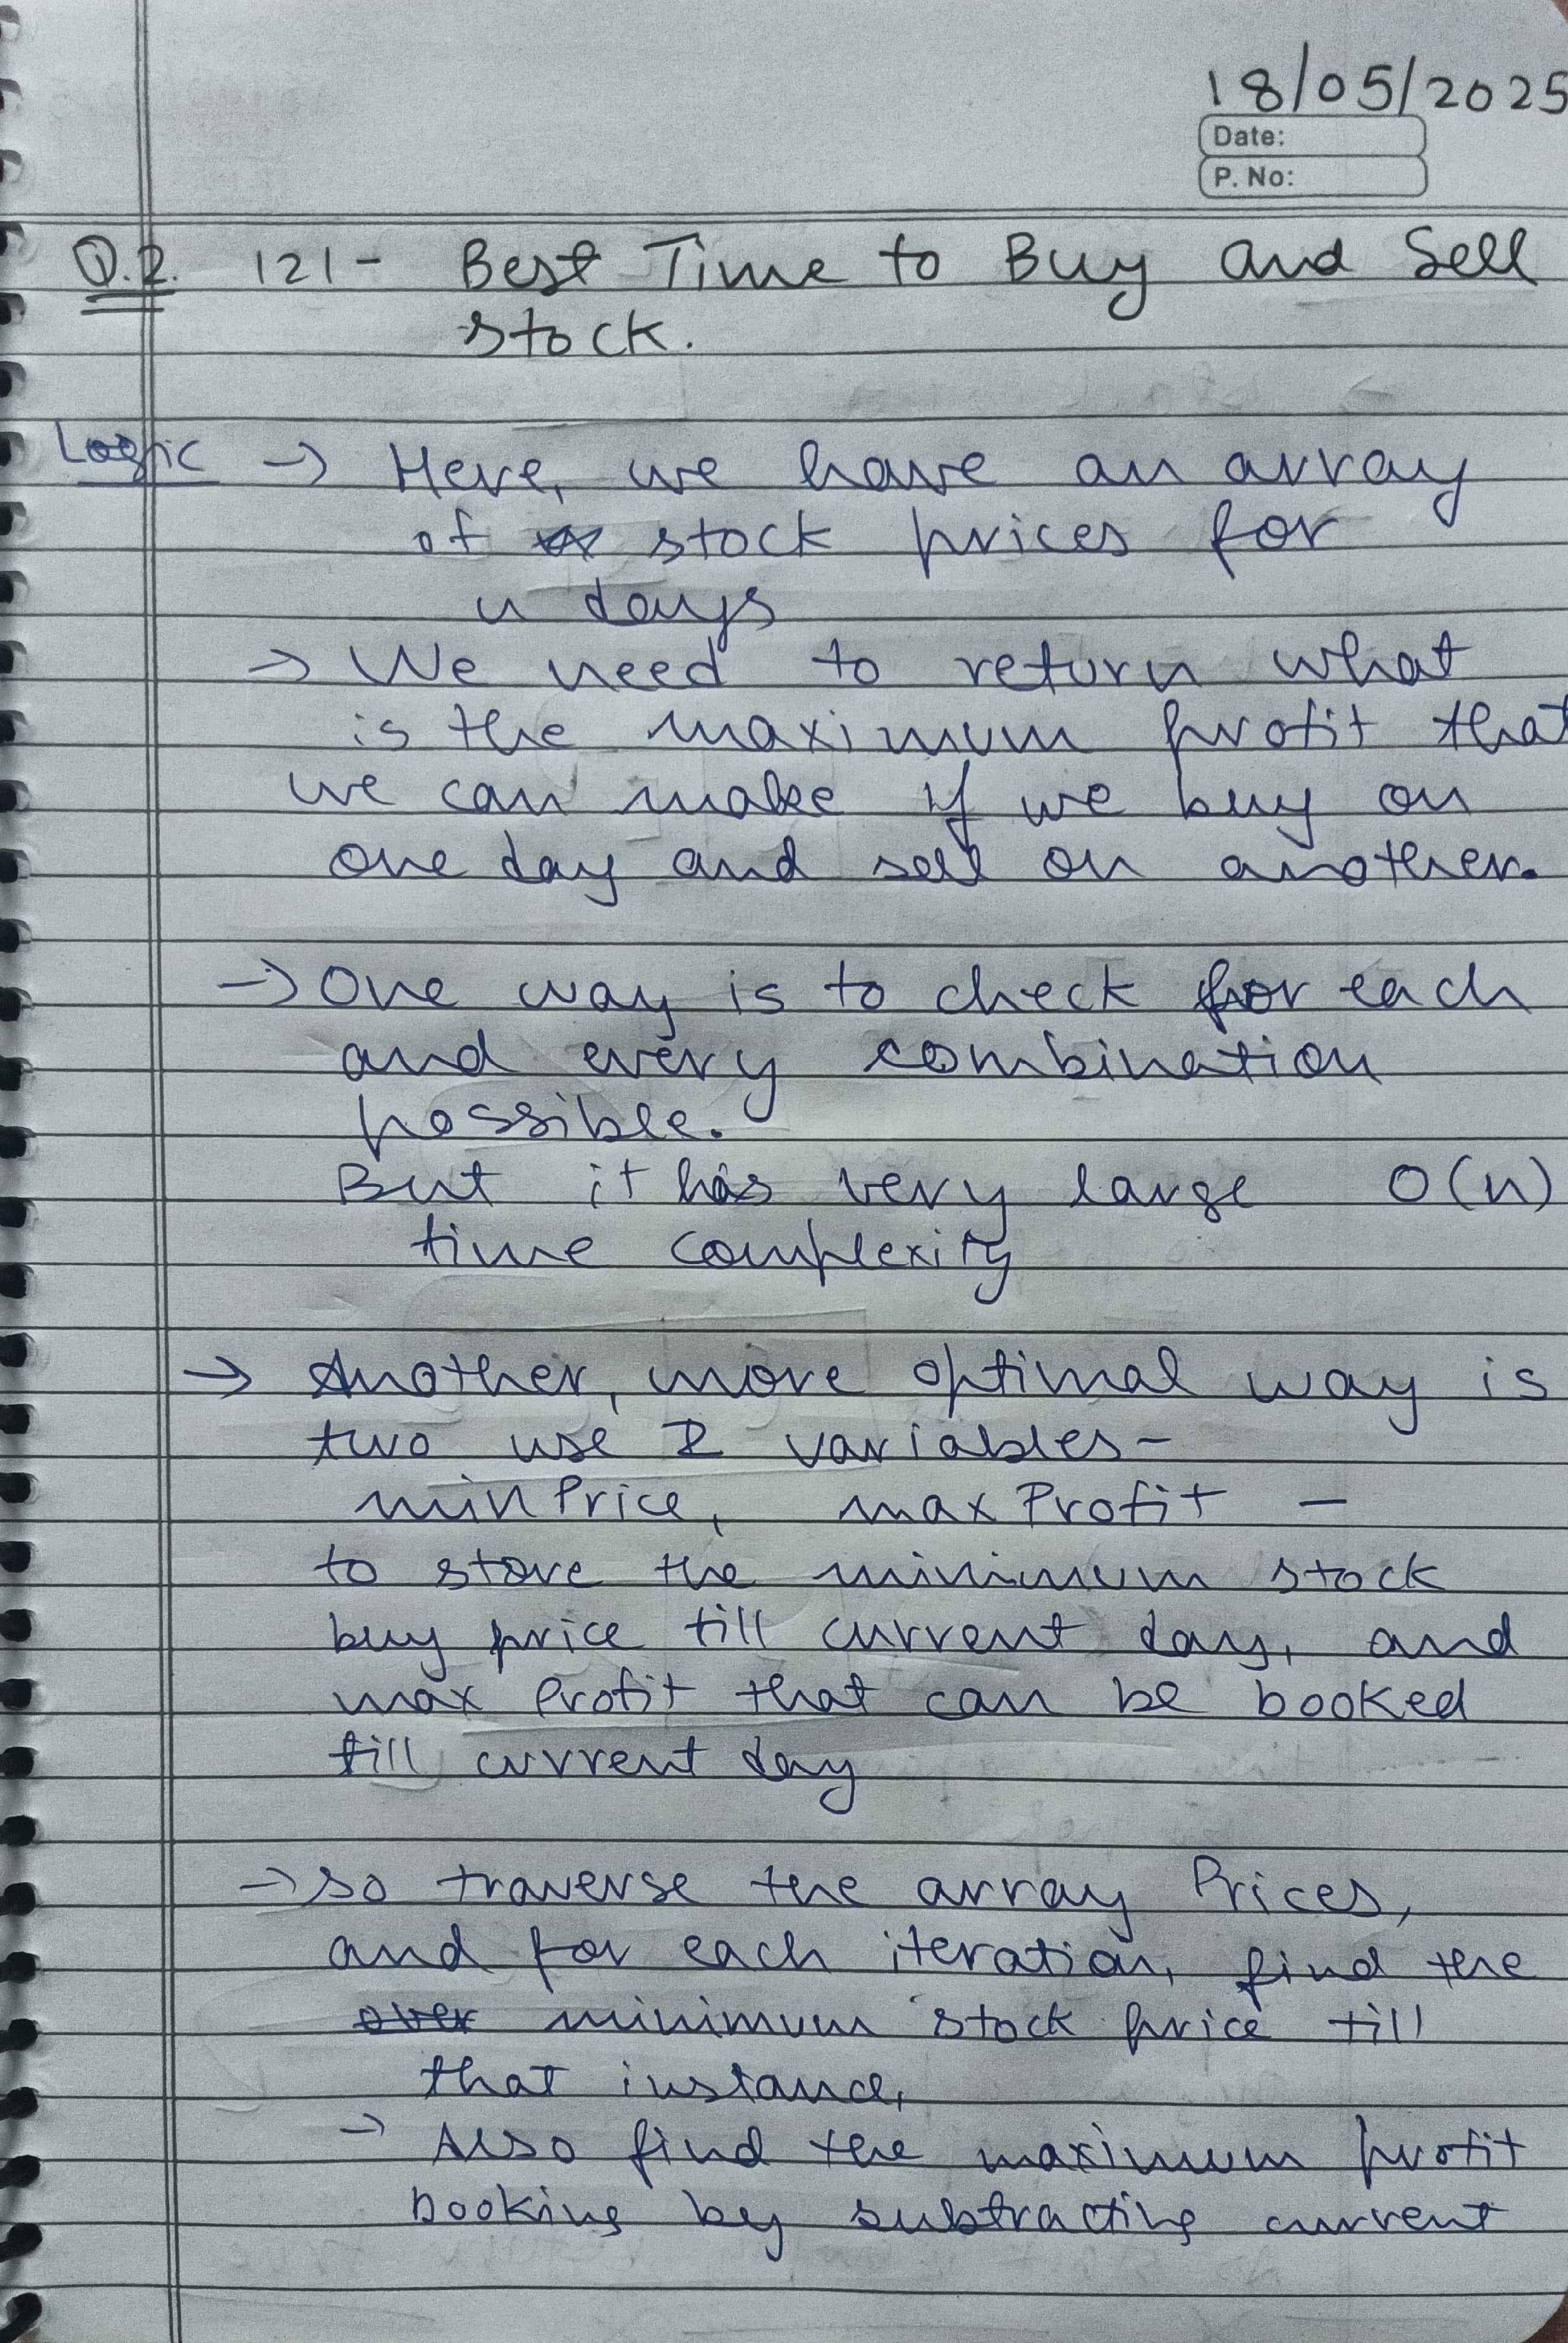 18/05/2025
Date:
P. No:
Q.2. 121- Best Time to Buy and Sell
stock.
Logic → Here, we have an array
of stock prices for
n days
→ We need to return what
is the maximum profit that
we can make if we buy on
one day and sell on another.
→ One way is to check for each
and every combination
possible.
But it has very large O(n)
time complexity
→ Another, more optimal way is
two use 2 variables-
minPrice, maxProfit -
to store the minimum stock
buy price till current day, and
max Profit that can be booked
till current day
→ so traverse the array Prices,
and for each iteration, find the
over minimum stock price till
that instance,
→ Also find the maximum profit
booking by subtracting current